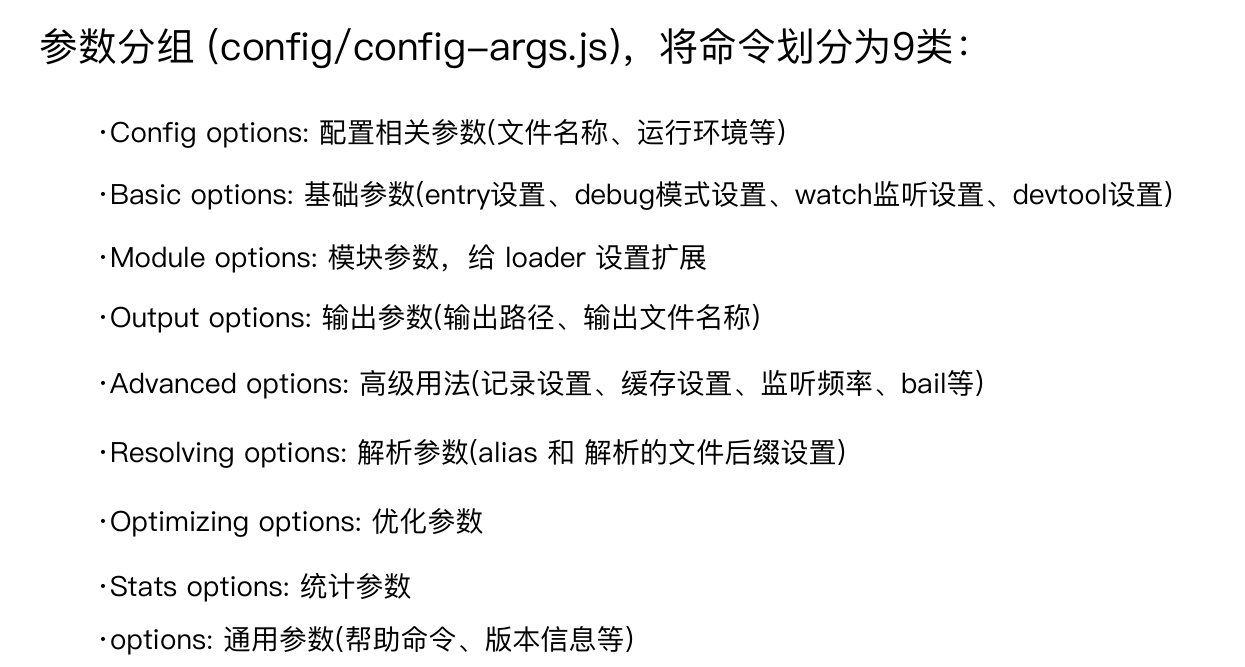 参数分组 (config/config-args.js)，将命令划分为9类：
·Config options: 配置相关参数(文件名称、运行环境等)
·Basic options: 基础参数(entry设置、debug模式设置、watch监听设置、devtool设置)
·Module options: 模块参数，给 loader 设置扩展
·Output options: 输出参数(输出路径、输出文件名称)
·Advanced options: 高级用法(记录设置、缓存设置、监听频率、bail等)
·Resolving options: 解析参数(alias 和 解析的文件后缀设置)
·Optimizing options: 优化参数
·Stats options: 统计参数
·options: 通用参数(帮助命令、版本信息等)